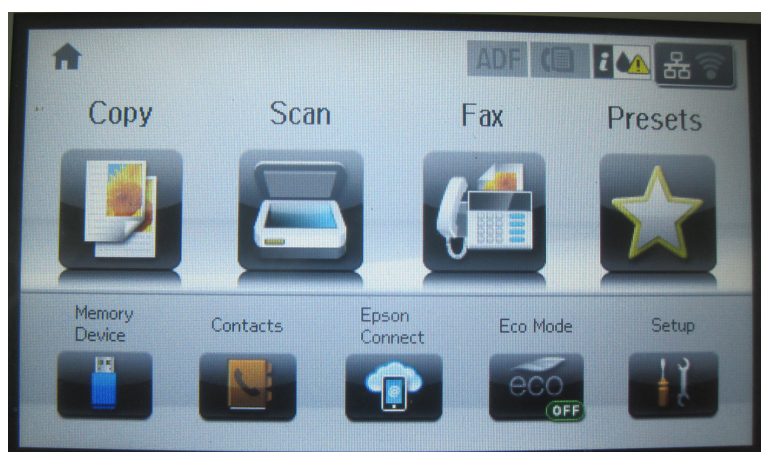 ADF i
Copy Scan Fax Presets
Memory Device Contacts Epson Connect Eco Mode Setup
eco
OFF